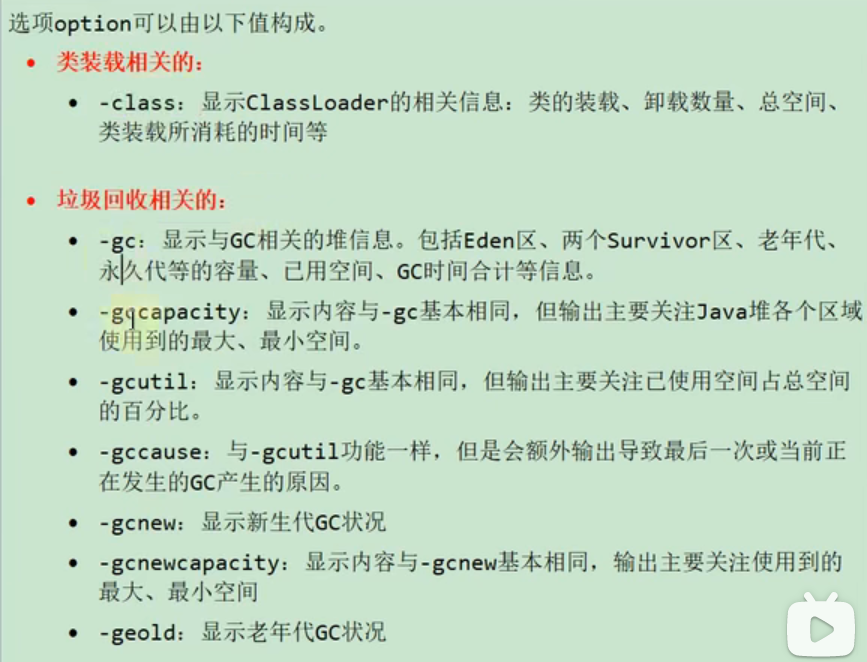 选项option可以由以下值构成。
类装载相关的：
-class：显示ClassLoader的相关信息：类的装载、卸载数量、总空间、
类装载所消耗的时间等
垃圾回收相关的：
-gc：显示与GC相关的堆信息。包括Eden区、两个Survivor区、老年代、
永久代等的容量、已用空间、GC时间合计等信息。
-gccapacity：显示内容与-gc基本相同，但输出主要关注Java堆各个区域
使用到的最大、最小空间。
-gcutil：显示内容与-gc基本相同，但输出主要关注已使用空间占总空间
的百分比。
-gccause：与-gcutil功能一样，但是会额外输出导致最后一次或当前正
在发生的GC产生的原因。
-gcnew：显示新生代GC状况
-gcnewcapacity：显示内容与-gcnew基本相同，输出主要关注使用到的
最大、最小空间
-geold：显示老年代GC状况